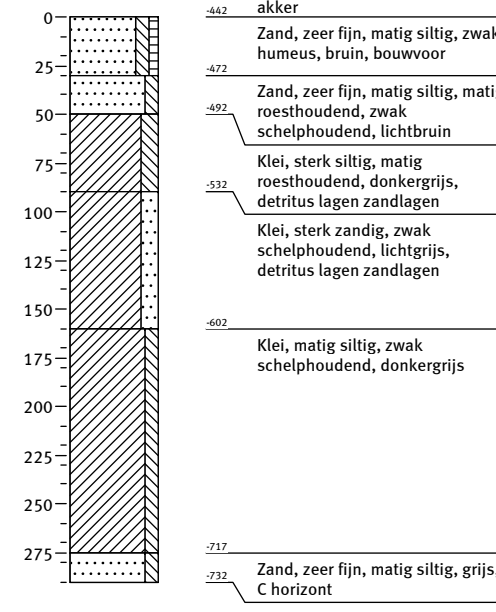 0
25
50
75
100
125
150
175
200
225
250
275
-442
akker
Zand, zeer fijn, matig siltig, zwak
humeus, bruin, bouwvoor
-472
Zand, zeer fijn, matig siltig, matig
roesthoudend, zwak
schelphoudend, lichtbruin
-492
Klei, sterk siltig, matig
roesthoudend, donkergrijs,
detritus lagen zandlagen
-532
Klei, sterk zandig, zwak
schelphoudend, lichtgrijs,
detritus lagen zandlagen
-602
Klei, matig siltig, zwak
schelphoudend, donkergrijs
-717
Zand, zeer fijn, matig siltig, grijs,
C horizont
-732